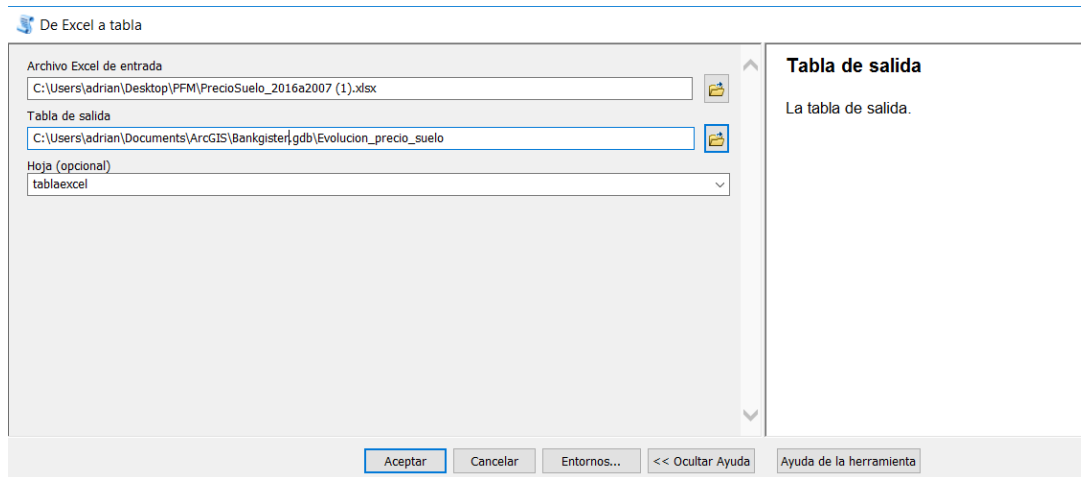 De Excel a tabla
Archivo Excel de entrada
C:\Users\adrian\Desktop\PFM\PrecioSuelo_2016a2007 (1).xlsx
Tabla de salida
C:\Users\adrian\Documents\ArcGIS\Bankgister.gdb\Evolucion_precio_suelo
Hoja (opcional)
tablaexcel
Tabla de salida
La tabla de salida.
Aceptar
Cancelar
Entornos...
<< Ocultar Ayuda
Ayuda de la herramienta